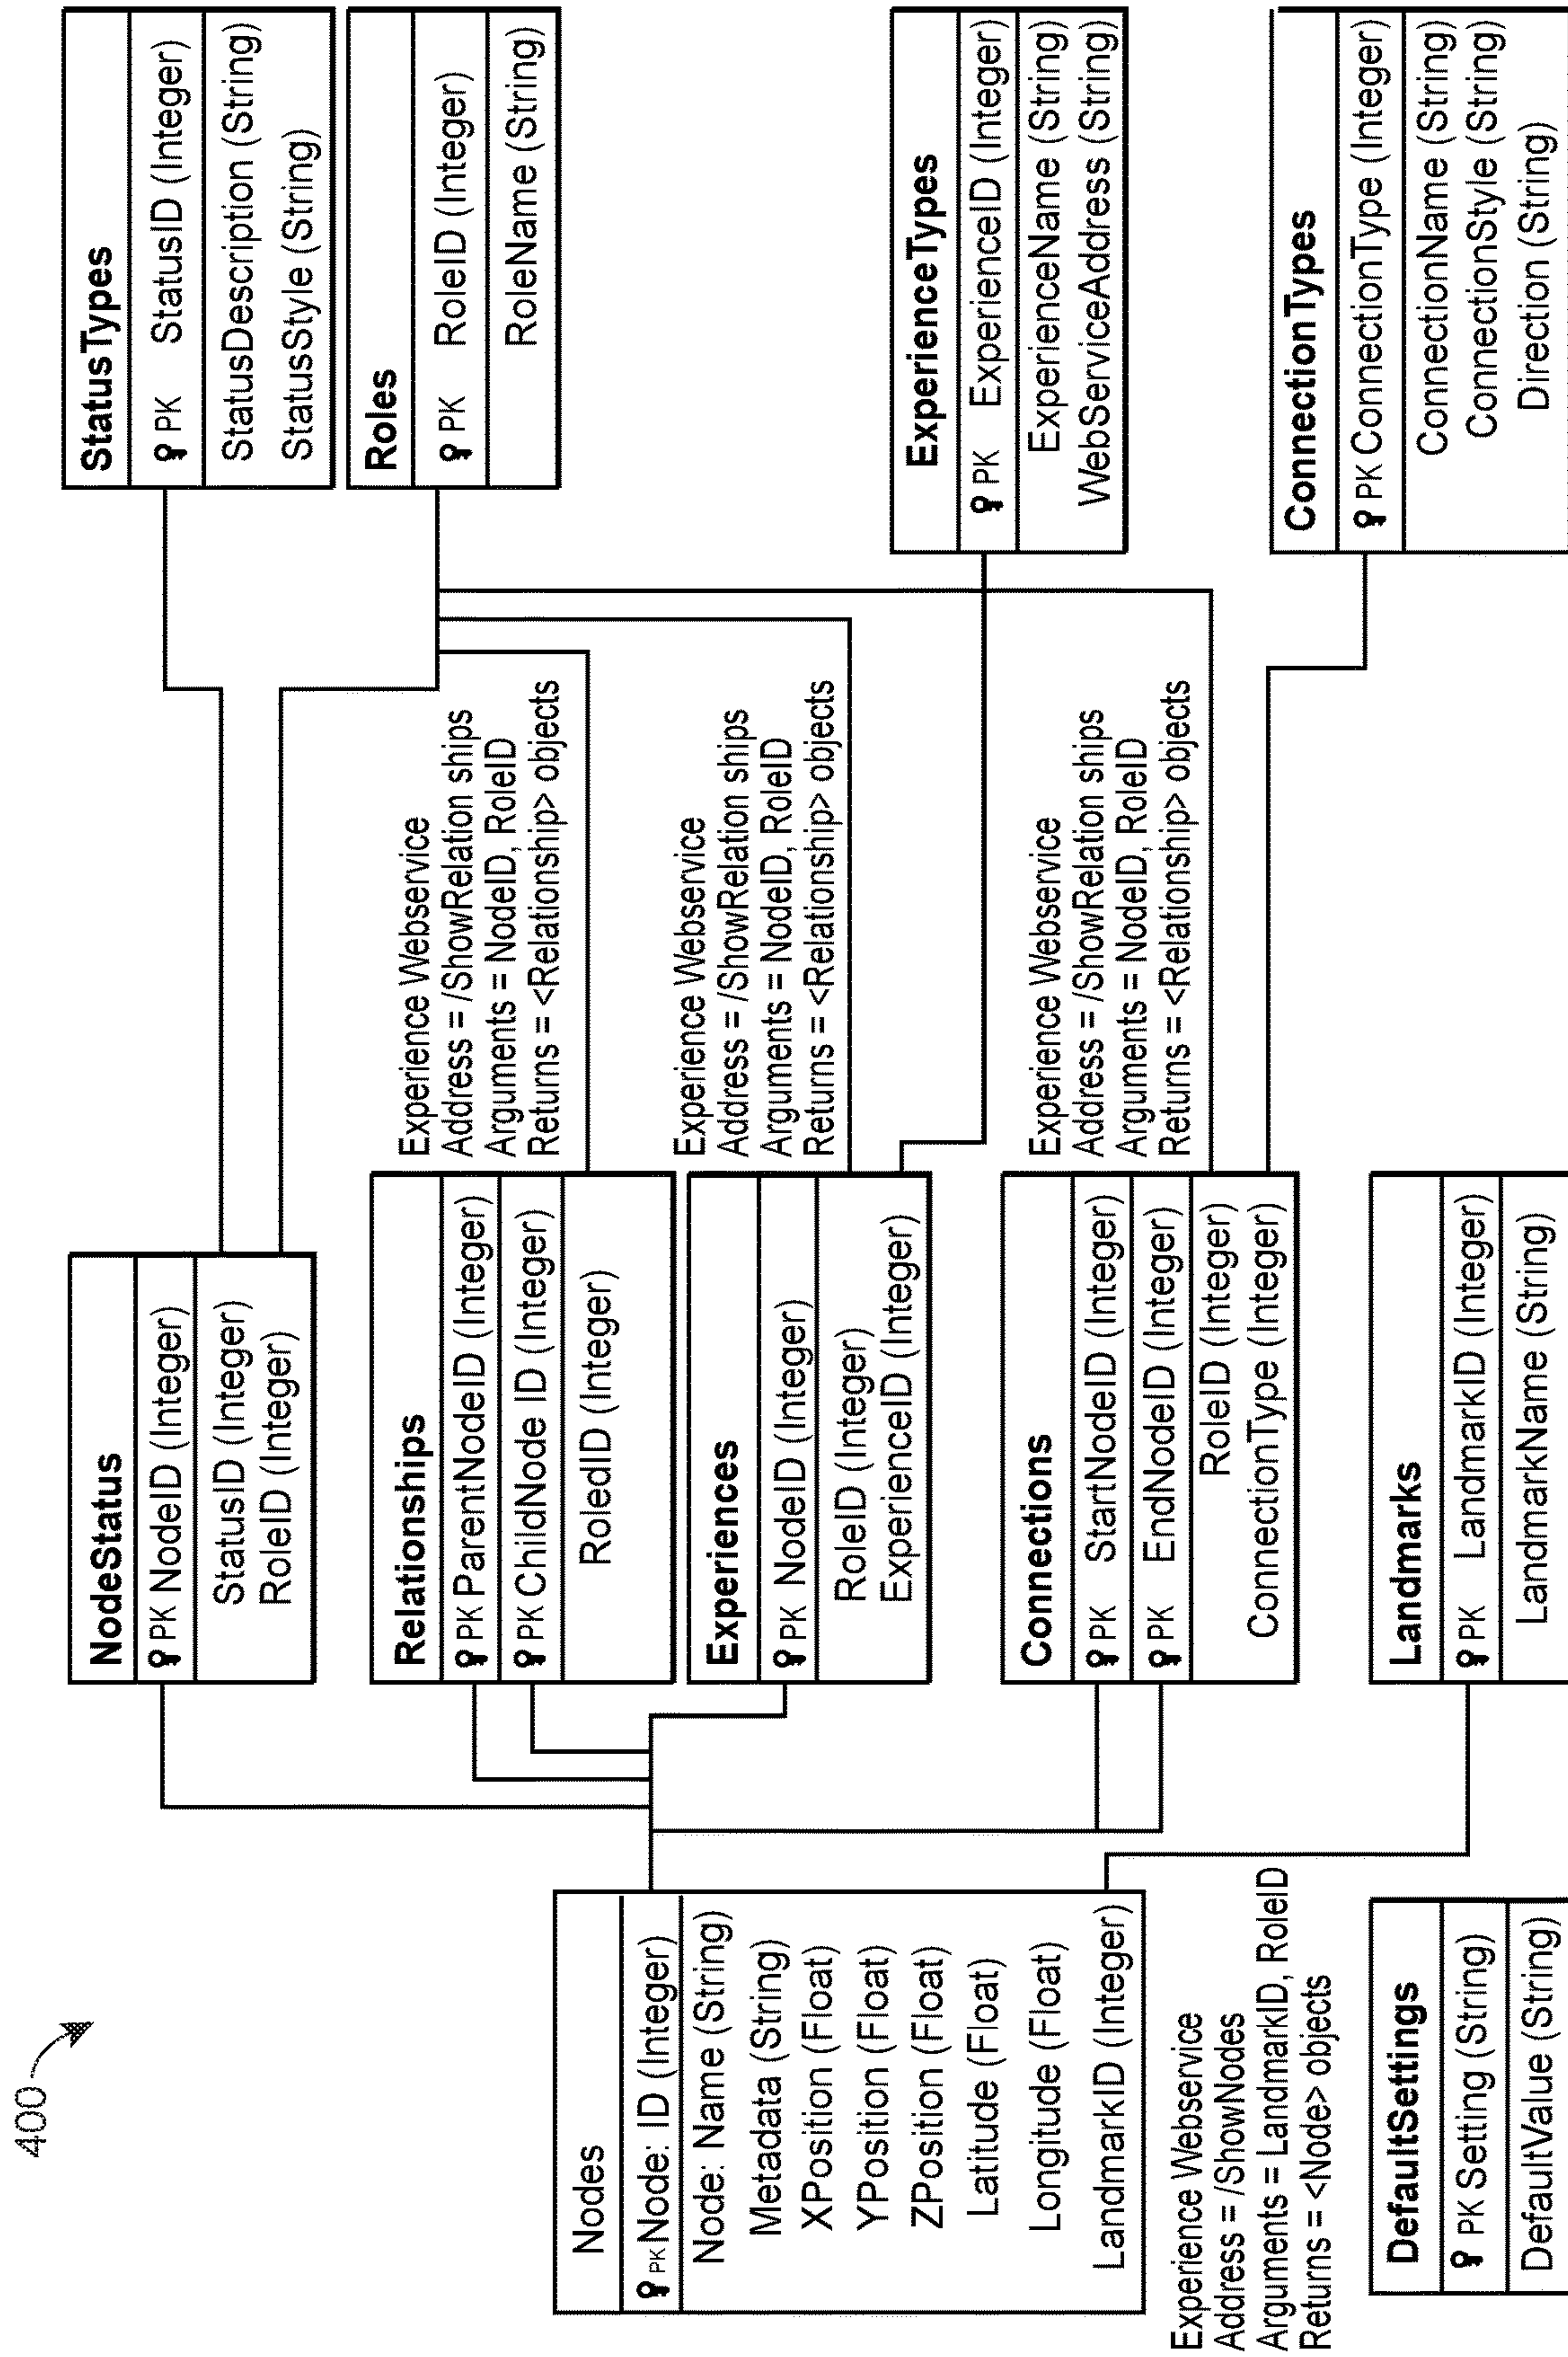 400
Nodes
PK Node: ID (Integer)
Node: Name (String)
Metadata (String)
XPosition (Float)
YPosition (Float)
ZPosition (Float)
Latitude (Float)
Longitude (Float)
LandmarkID (Integer)
Experience Webservice
Address = /ShowNodes
Arguments = LandmarkID, RoleID
Returns = <Node> objects
DefaultSettings
PK Setting (String)
DefaultValue (String)
NodeStatus
PK NodeID (Integer)
StatusID (Integer)
RoleID (Integer)
Relationships
PK ParentNodeID (Integer)
PK ChildNode ID (Integer)
RoledID (Integer)
Experiences
PK NodeID (Integer)
RoleID (Integer)
ExperienceID (Integer)
Connections
PK StartNodeID (Integer)
PK EndNodeID (Integer)
RoleID (Integer)
ConnectionType (Integer)
Landmarks
PK LandmarkID (Integer)
LandmarkName (String)
Experience Webservice
Address = /ShowRelation ships
Arguments = NodeID, RoleID
Returns = <Relationship> objects
Experience Webservice
Address = /ShowRelation ships
Arguments = NodeID, RoleID
Returns = <Relationship> objects
Experience Webservice
Address = /ShowRelation ships
Arguments = NodeID, RoleID
Returns = <Relationship> objects
StatusTypes
PK StatusID (Integer)
StatusDescription (String)
StatusStyle (String)
Roles
PK RoleID (Integer)
RoleName (String)
ExperienceTypes
PK ExperienceID (Integer)
ExperienceName (String)
WebServiceAddress (String)
ConnectionTypes
PK ConnectionType (Integer)
ConnectionName (String)
ConnectionStyle (String)
Direction (String)